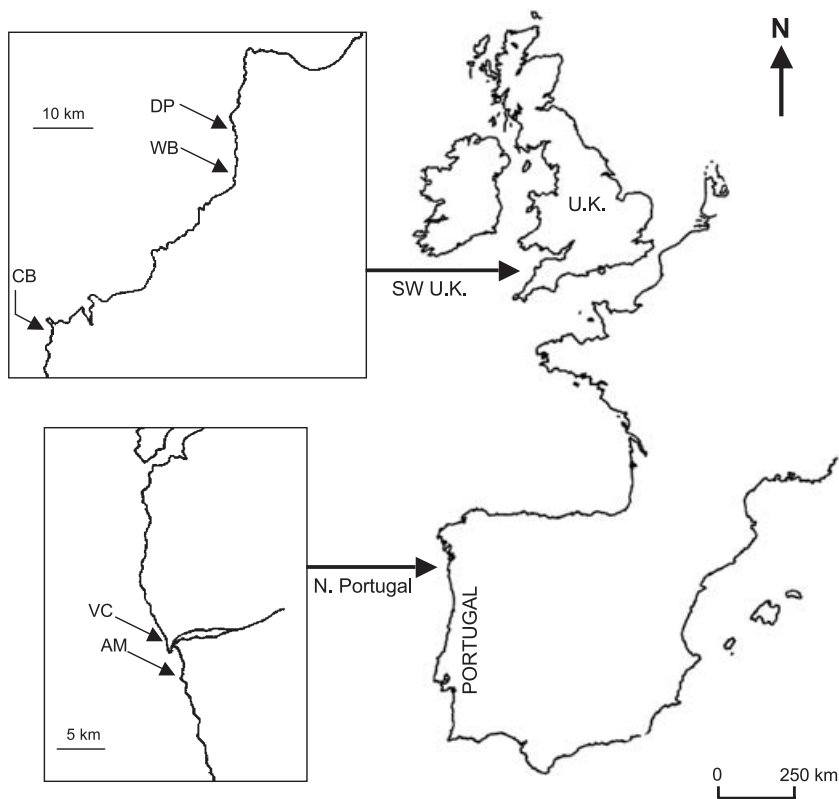 N
DP
10 km
WB
U.K.
CB
SW U.K.
N. Portugal
VC
AM
PORTUGAL
5 km
0 250 km